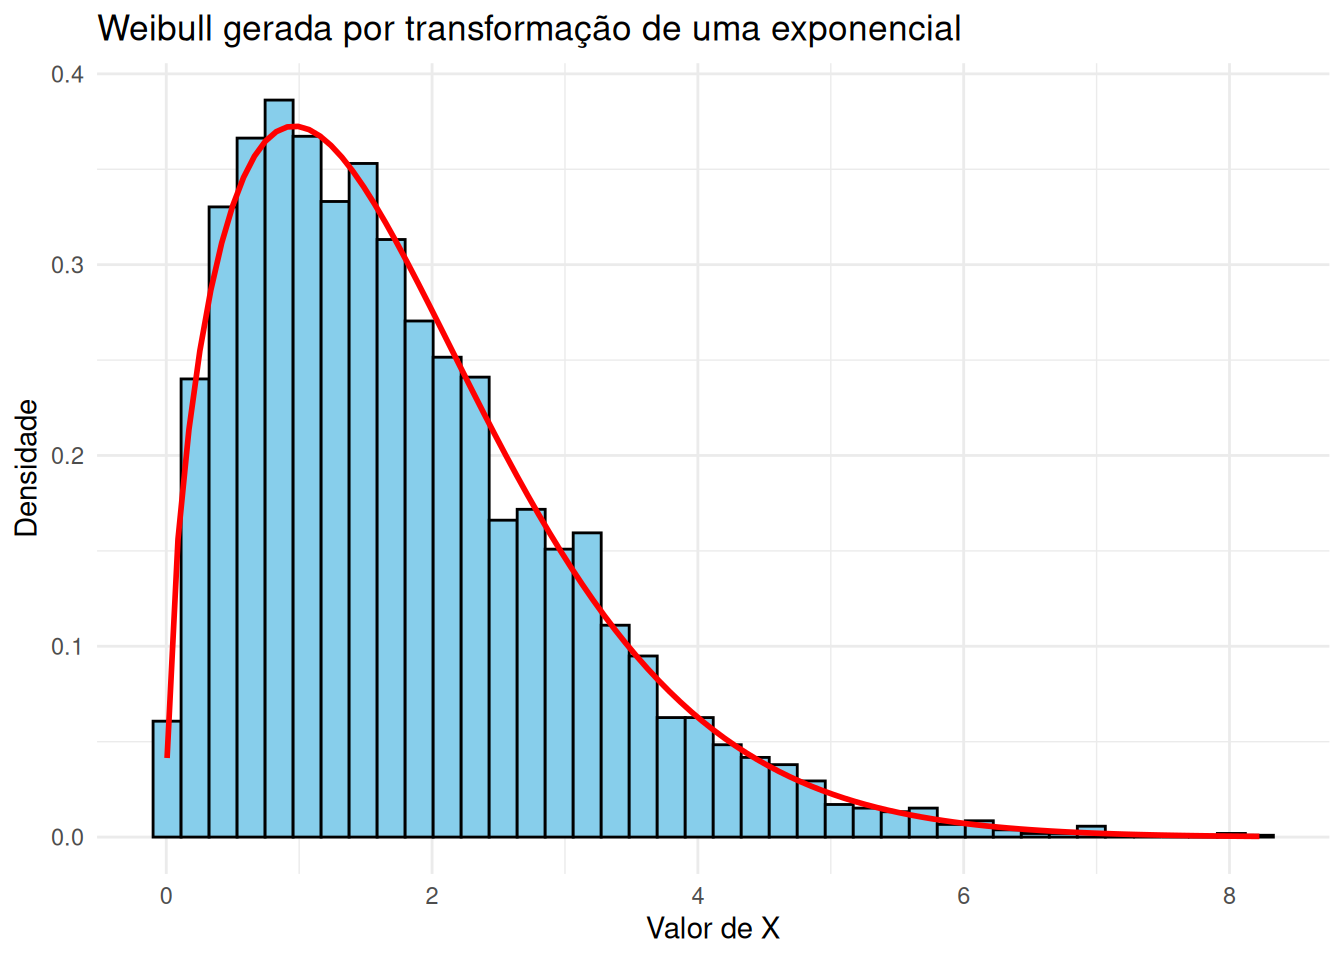 Weibull gerada por transformação de uma exponencial
0.4
0.3
0.2
0.1
0.0
Densidade
0 2 4 6 8
Valor de X